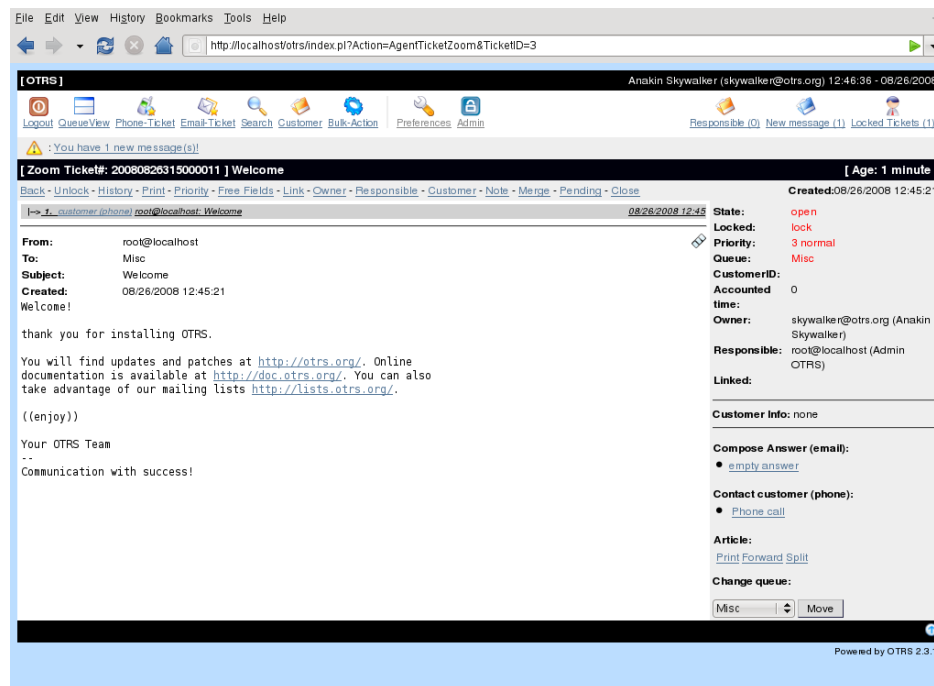 File Edit View History Bookmarks Tools Help
http://localhost/otrs/index.pl?Action=AgentTicketZoom&TicketID=3
[ OTRS ] Anakin Skywalker (skywalker@otrs.org) 12:46:36 - 08/26/2008
Logout QueueView Phone-Ticket Email-Ticket Search Customer Bulk-Action Preferences Admin Responsible (0) New message (1) Locked Tickets (1)
: You have 1 new message(s)!
[ Zoom Ticket#: 20080826315000011 ] Welcome [ Age: 1 minute
Back - Unlock - History - Print - Priority - Free Fields - Link - Owner - Responsible - Customer - Note - Merge - Pending - Close Created:08/26/2008 12:45:21
|--> 1. customer (phone) root@localhost: Welcome 08/26/2008 12:45
From: root@localhost
To: Misc
Subject: Welcome
Created: 08/26/2008 12:45:21
Welcome!
thank you for installing OTRS.
You will find updates and patches at http://otrs.org/. Online
documentation is available at http://doc.otrs.org/. You can also
take advantage of our mailing lists http://lists.otrs.org/.
((enjoy))
Your OTRS Team
--
Communication with success!
State: open
Locked: lock
Priority: 3 normal
Queue: Misc
CustomerID:
Accounted 0
time:
Owner: skywalker@otrs.org (Anakin
Skywalker)
Responsible: root@localhost (Admin
OTRS)
Linked:
Customer Info: none
Compose Answer (email):
empty answer
Contact customer (phone):
Phone call
Article:
Print Forward Split
Change queue:
Misc Move
Powered by OTRS 2.3.